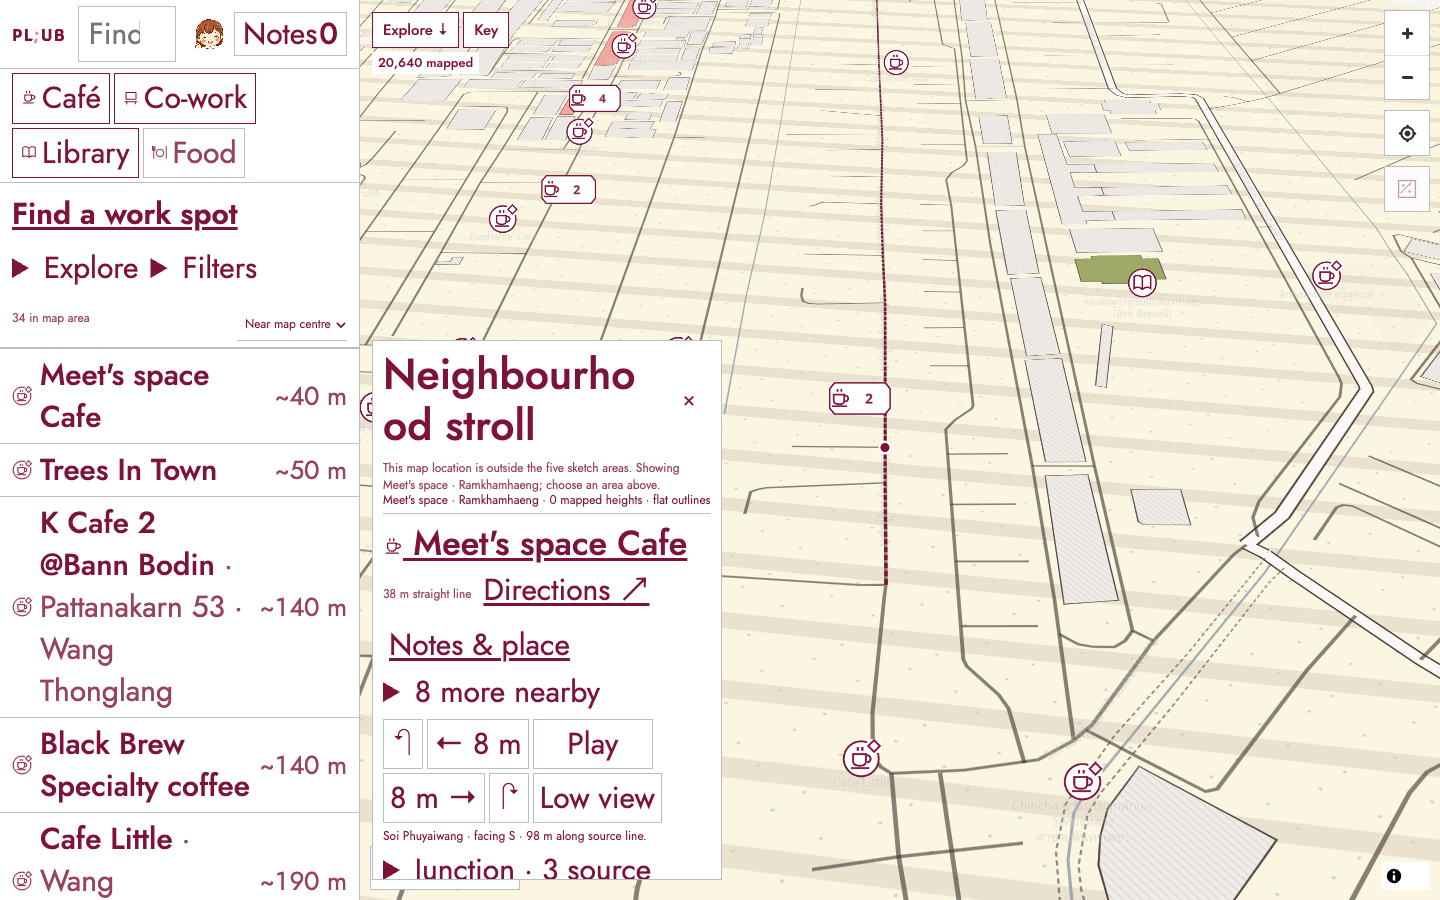 PL;UB
Find
Notes 0
Café
Co-work
Library
Food
Find a work spot
Explore
Filters
34 in map area
Near map centre
Meet's space
Cafe
~40 m
Trees In Town
~50 m
K Cafe 2
@Bann Bodin ·
Pattanakarn 53 ·
Wang
Thonglang
~140 m
Black Brew
Specialty coffee
~140 m
Cafe Little ·
Wang
~190 m
Explore ↓
Key
20,640 mapped
4
2
2
Neighbourho
od stroll
×
This map location is outside the five sketch areas. Showing
Meet's space · Ramkhamhaeng; choose an area above.
Meet's space · Ramkhamhaeng · 0 mapped heights · flat outlines
Meet's space Cafe
38 m straight line
Directions ↗
Notes & place
8 more nearby
← 8 m
Play
8 m →
Low view
Soi Phuyaiwang · facing S · 98 m along source line.
Junction · 3 source
Cafe Little
+
−